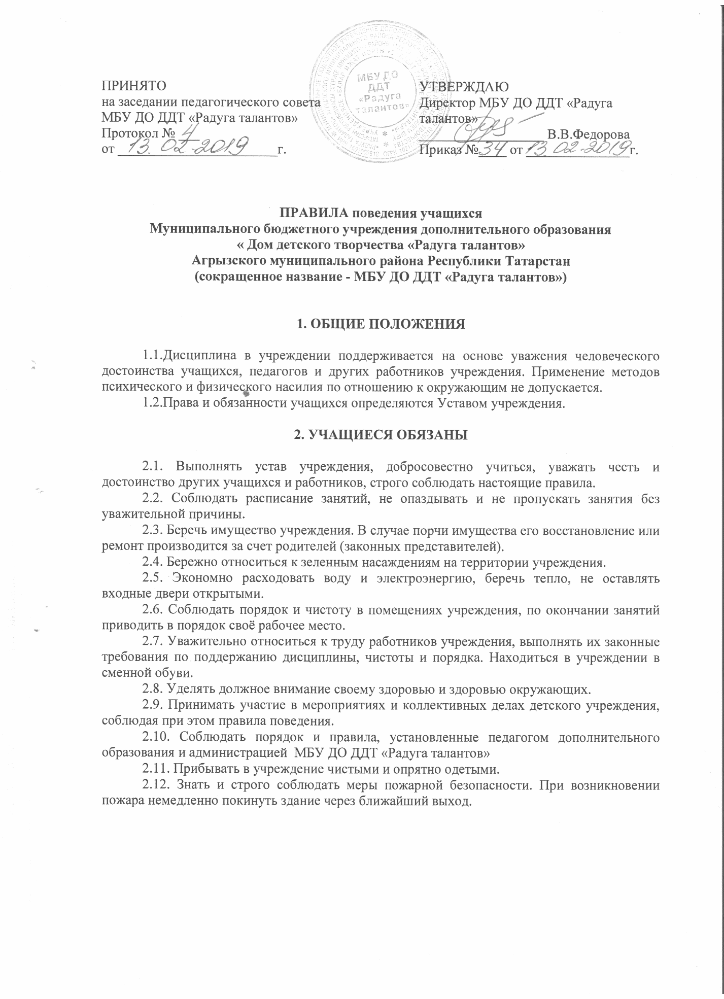 ПРИНЯТО
на заседании педагогического совета
МБУ ДО ДДТ «Радуга талантов»
Протокол № 4
от 13. 02-2019 г.
МБУ ДО
ДДТ
«Радуга
талантов»
УТВЕРЖДАЮ
Директор МБУ ДО ДДТ «Радуга
талантов»
В.В.Федорова
Приказ № 34 от 13. 02-2019 г.
ПРАВИЛА поведения учащихся
Муниципального бюджетного учреждения дополнительного образования
« Дом детского творчества «Радуга талантов»
Агрызского муниципального района Республики Татарстан
(сокращенное название - МБУ ДО ДДТ «Радуга талантов»)
1. ОБЩИЕ ПОЛОЖЕНИЯ
1.1.Дисциплина в учреждении поддерживается на основе уважения человеческого
достоинства учащихся, педагогов и других работников учреждения. Применение методов
психического и физического насилия по отношению к окружающим не допускается.
1.2.Права и обязанности учащихся определяются Уставом учреждения.
2. УЧАЩИЕСЯ ОБЯЗАНЫ
2.1. Выполнять устав учреждения, добросовестно учиться, уважать честь и
достоинство других учащихся и работников, строго соблюдать настоящие правила.
2.2. Соблюдать расписание занятий, не опаздывать и не пропускать занятия без
уважительной причины.
2.3. Беречь имущество учреждения. В случае порчи имущества его восстановление или
ремонт производится за счет родителей (законных представителей).
2.4. Бережно относиться к зеленным насаждениям на территории учреждения.
2.5. Экономно расходовать воду и электроэнергию, беречь тепло, не оставлять
входные двери открытыми.
2.6. Соблюдать порядок и чистоту в помещениях учреждения, по окончании занятий
приводить в порядок своё рабочее место.
2.7. Уважительно относиться к труду работников учреждения, выполнять их законные
требования по поддержанию дисциплины, чистоты и порядка. Находиться в учреждении в
сменной обуви.
2.8. Уделять должное внимание своему здоровью и здоровью окружающих.
2.9. Принимать участие в мероприятиях и коллективных делах детского учреждения,
соблюдая при этом правила поведения.
2.10. Соблюдать порядок и правила, установленные педагогом дополнительного
образования и администрацией МБУ ДО ДДТ «Радуга талантов»
2.11. Прибывать в учреждение чистыми и опрятно одетыми.
2.12. Знать и строго соблюдать меры пожарной безопасности. При возникновении
пожара немедленно покинуть здание через ближайший выход.